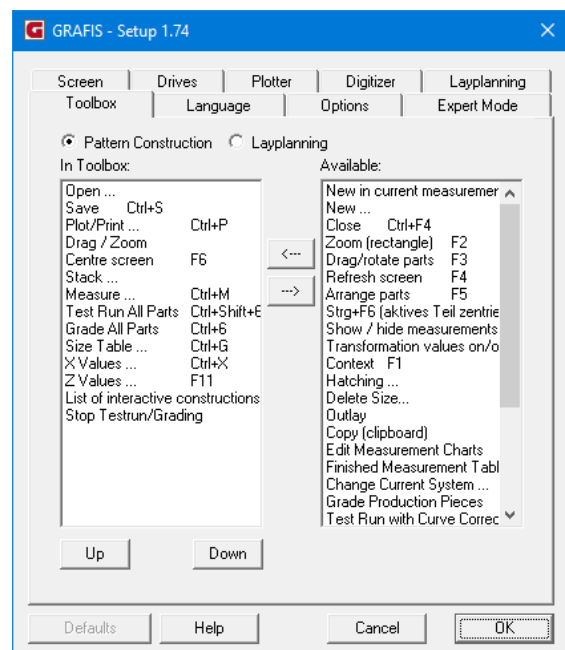 GRAFIS - Setup 1.74
Screen Drives Plotter Digitizer Layplanning
Toolbox Language Options Expert Mode
Pattern Construction Layplanning
In Toolbox:
Open ...
Save Ctrl+S
Plot/Print ... Ctrl+P
Drag / Zoom
Centre screen F6
Stack ...
Measure ... Ctrl+M
Test Run All Parts Ctrl+Shift+E
Grade All Parts Ctrl+6
Size Table ... Ctrl+G
X Values ... Ctrl+X
Z Values ... F11
List of interactive constructions
Stop Testrun/Grading
<---
--->
Available:
New in current measuremer
New ...
Close Ctrl+F4
Zoom (rectangle) F2
Drag/rotate parts F3
Refresh screen F4
Arrange parts F5
Strg+F6 (aktives Teil zentrie
Show / hide measurements
Transformation values on/o
Context F1
Hatching ...
Delete Size...
Outlay
Copy (clipboard)
Edit Measurement Charts
Finished Measurement Tabl
Change Current System ...
Grade Production Pieces
Test Run with Curve Correc
Up Down
Defaults Help Cancel OK